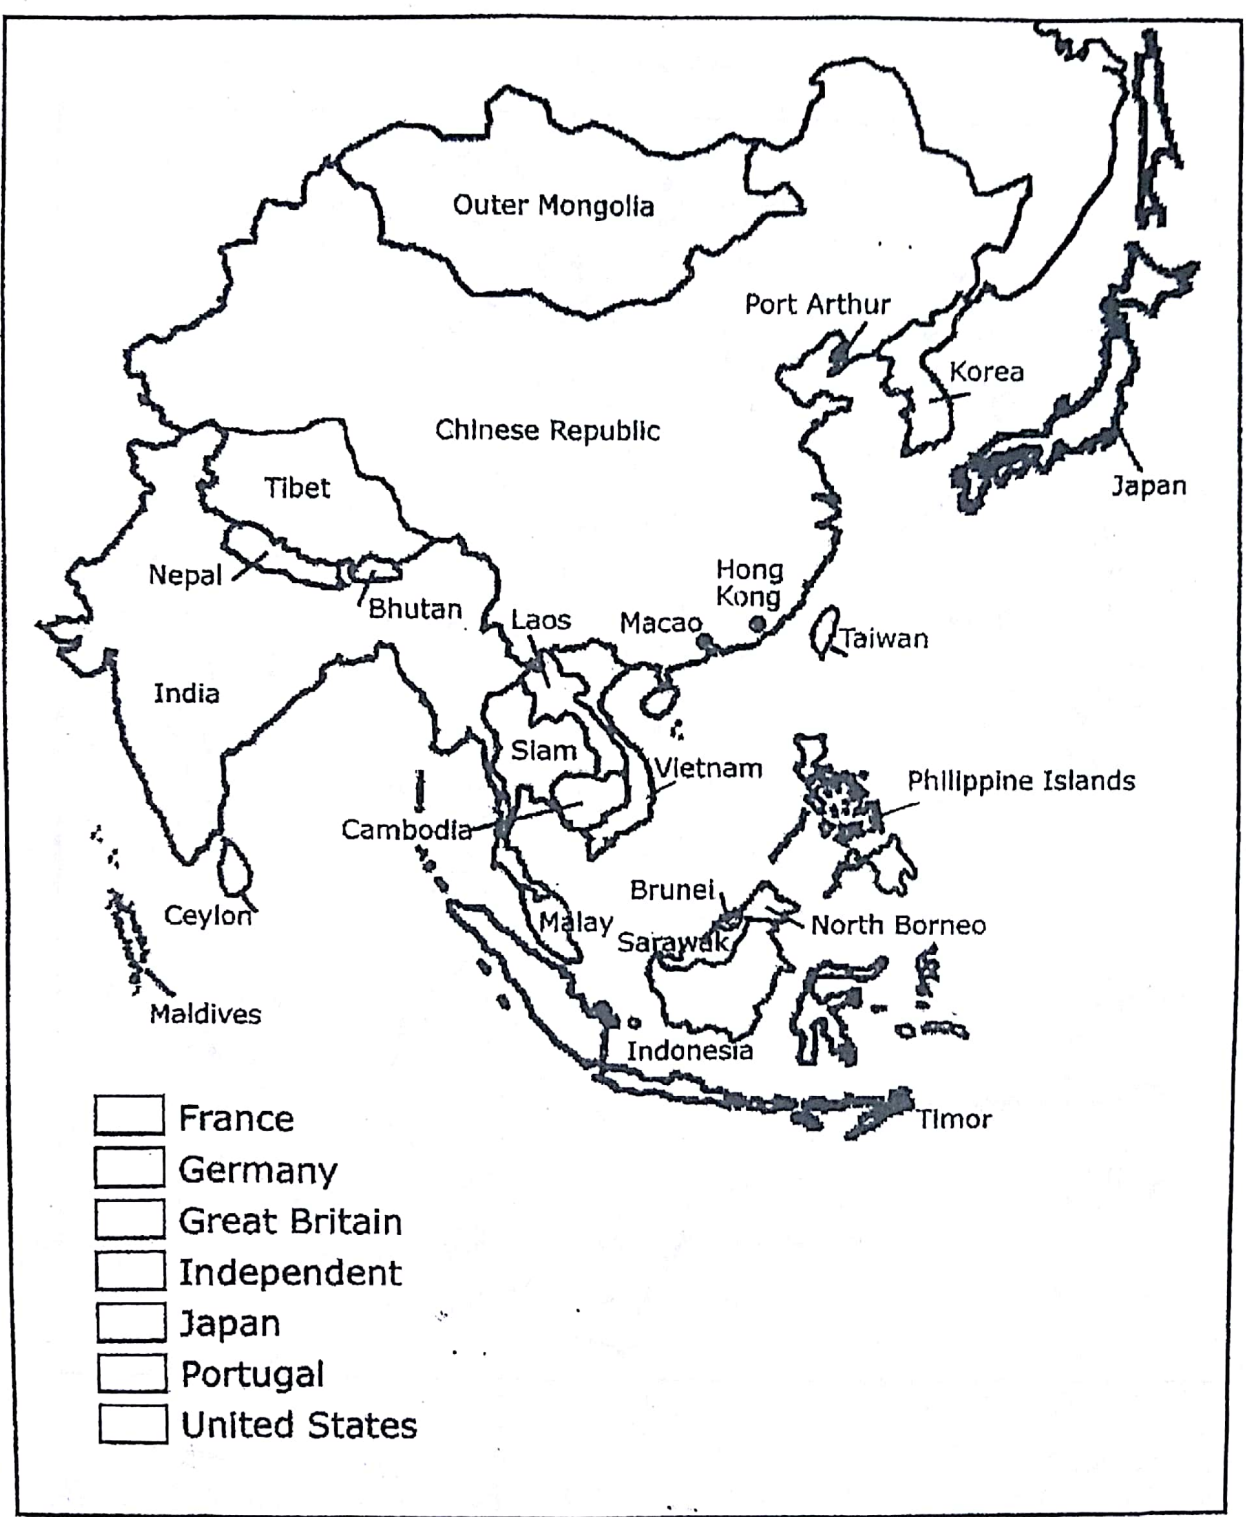 Outer Mongolia
Port Arthur
Korea
Chinese Republic
Japan
Tibet
Nepal
Bhutan
Hong
Kong
Laos
Macao
Taiwan
India
Siam
Vietnam
Philippine Islands
Cambodia
Brunei
Ceylon
Malay
North Borneo
Sarawak
Maldives
Indonesia
Timor
France
Germany
Great Britain
Independent
Japan
Portugal
United States